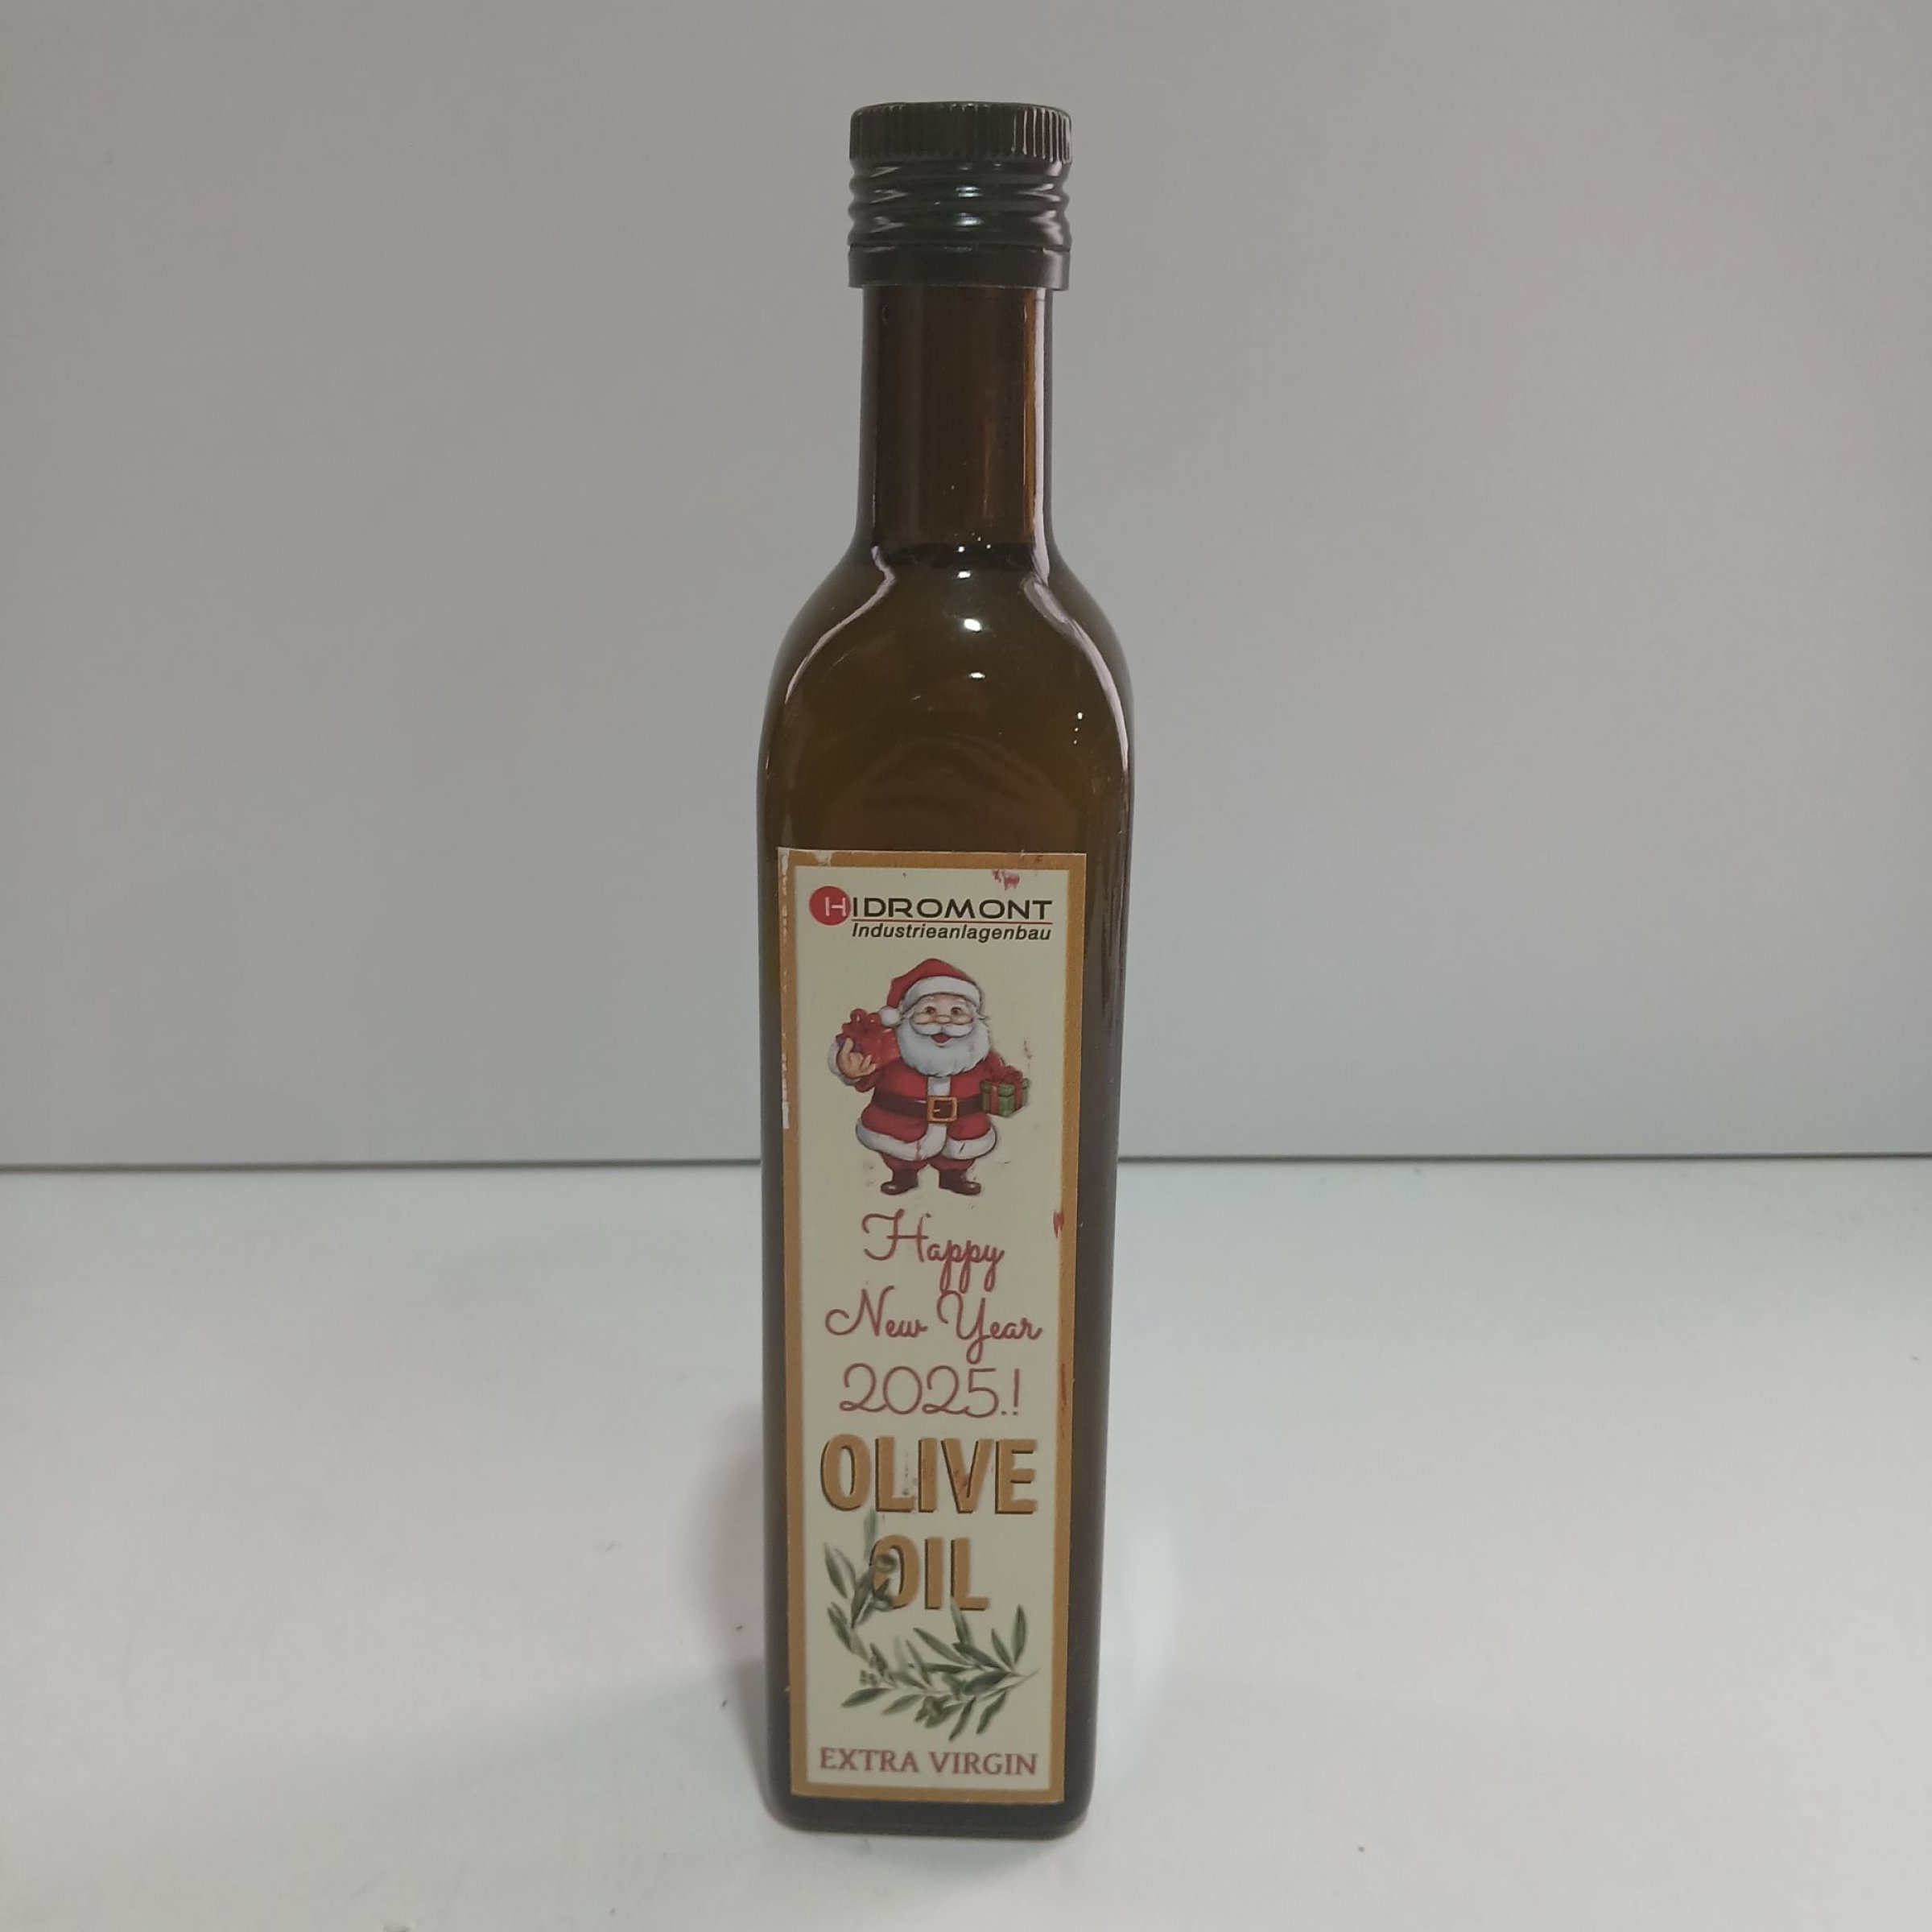 HIDROMONT
Industrieanlagenbau
Happy
New Year
2025.!
OLIVE
OIL
EXTRA VIRGIN